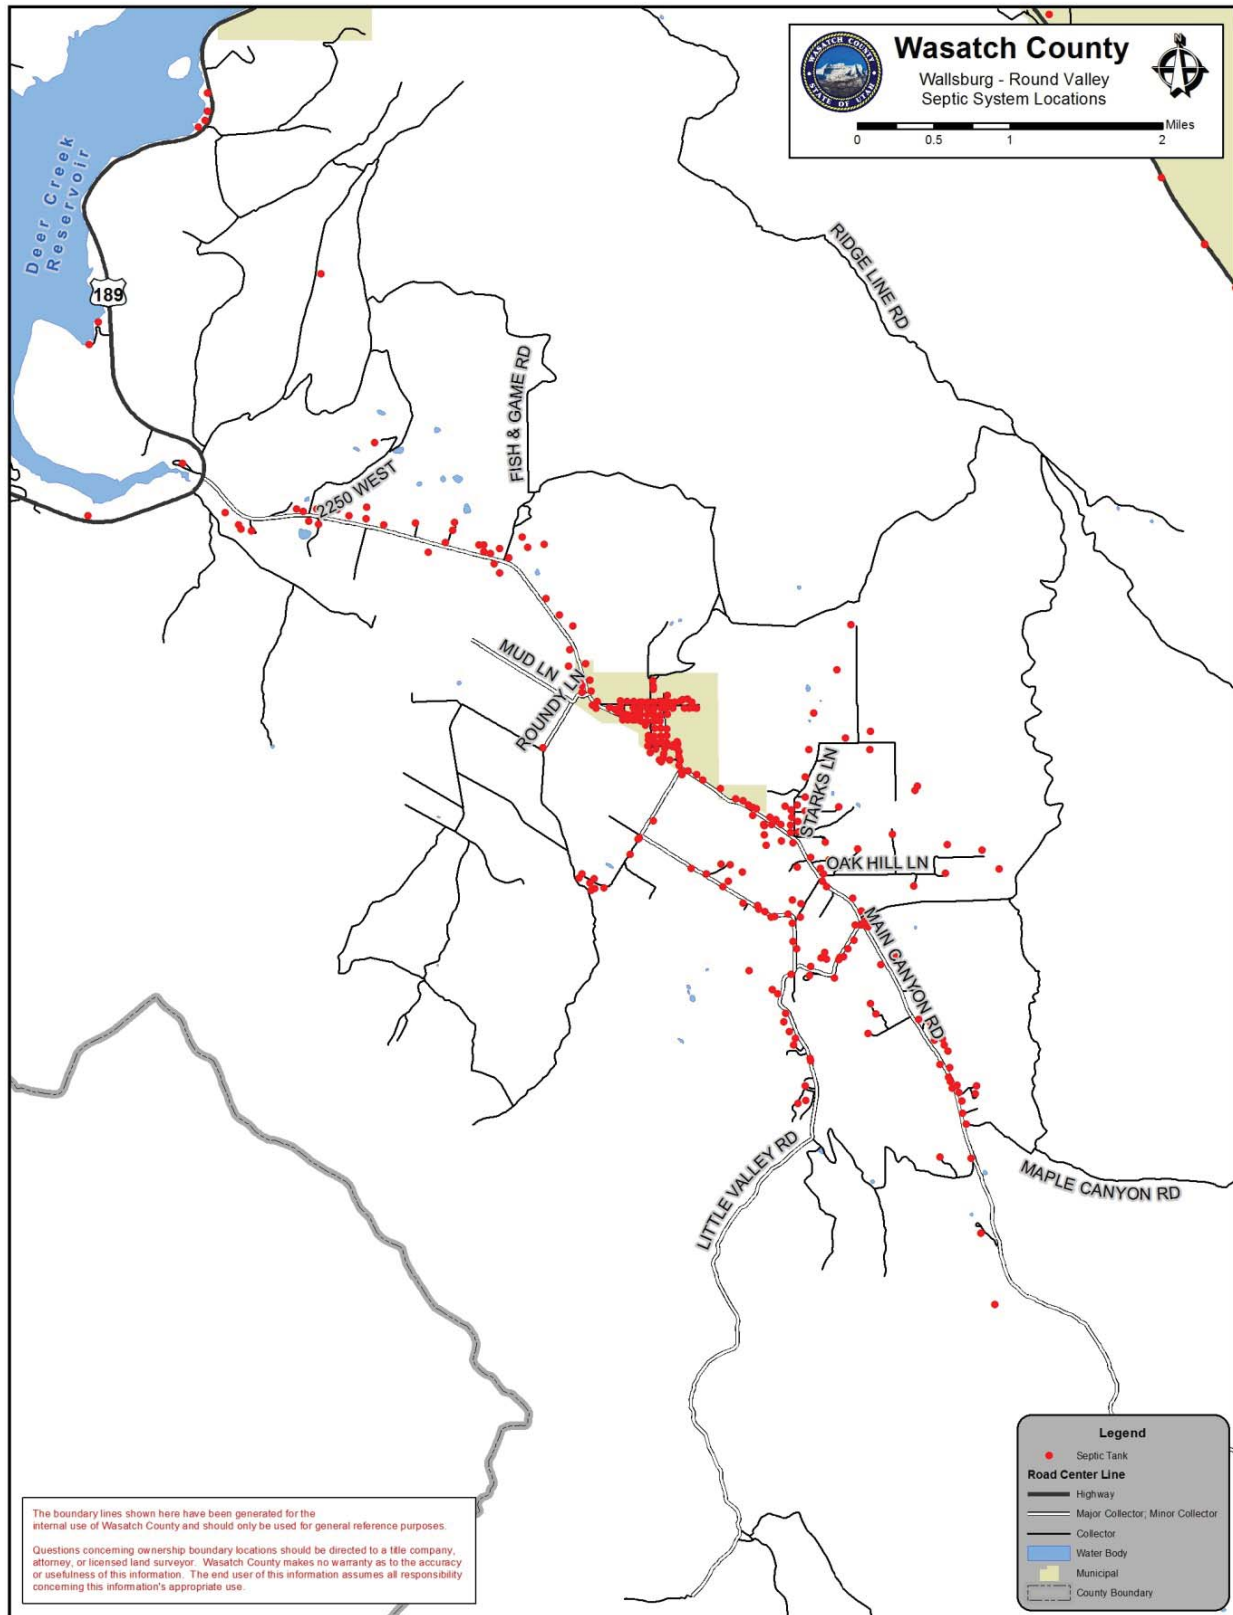 Wasatch County
Wallsburg - Round Valley
Septic System Locations
WASATCH COUNTY
STATE OF UTAH
N
Miles
0 0.5 1 2
Deer Creek
Reservoir
189
RIDGE LINE RD
FISH & GAME RD
2250 WEST
MUD LN
ROUNDY LN
STARKS LN
OAK HILL LN
MAIN CANYON RD
MAPLE CANYON RD
LITTLE VALLEY RD
Legend
Septic Tank
Road Center Line
Highway
Major Collector; Minor Collector
Collector
Water Body
Municipal
County Boundary
The boundary lines shown here have been generated for the
internal use of Wasatch County and should only be used for general reference purposes.
Questions concerning ownership boundary locations should be directed to a title company,
attorney, or licensed land surveyor. Wasatch County makes no warranty as to the accuracy
or usefulness of this information. The end user of this information assumes all responsibility
concerning this information's appropriate use.